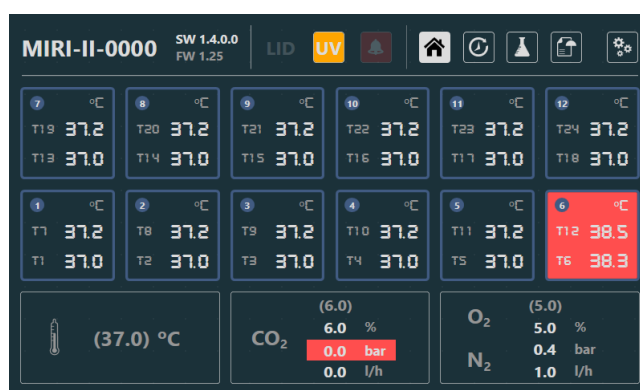 MIRI-II-0000 SW 1.4.0.0 LID UV
FW 1.25
7 °C 8 °C 9 °C 10 °C 11 °C 12 °C
T19 37.2 T20 37.2 T21 37.2 T22 37.2 T23 37.2 T24 37.2
T13 37.0 T14 37.0 T15 37.0 T16 37.0 T17 37.0 T18 37.0
1 °C 2 °C 3 °C 4 °C 5 °C 6 °C
T7 37.2 T8 37.2 T9 37.2 T10 37.2 T11 37.2 T12 38.5
T1 37.0 T2 37.0 T3 37.0 T4 37.0 T5 37.0 T6 38.3
(37.0) °C
CO2
(6.0)
6.0 %
0.0 bar
0.0 l/h
O2
N2
(5.0)
5.0 %
0.4 bar
1.0 l/h